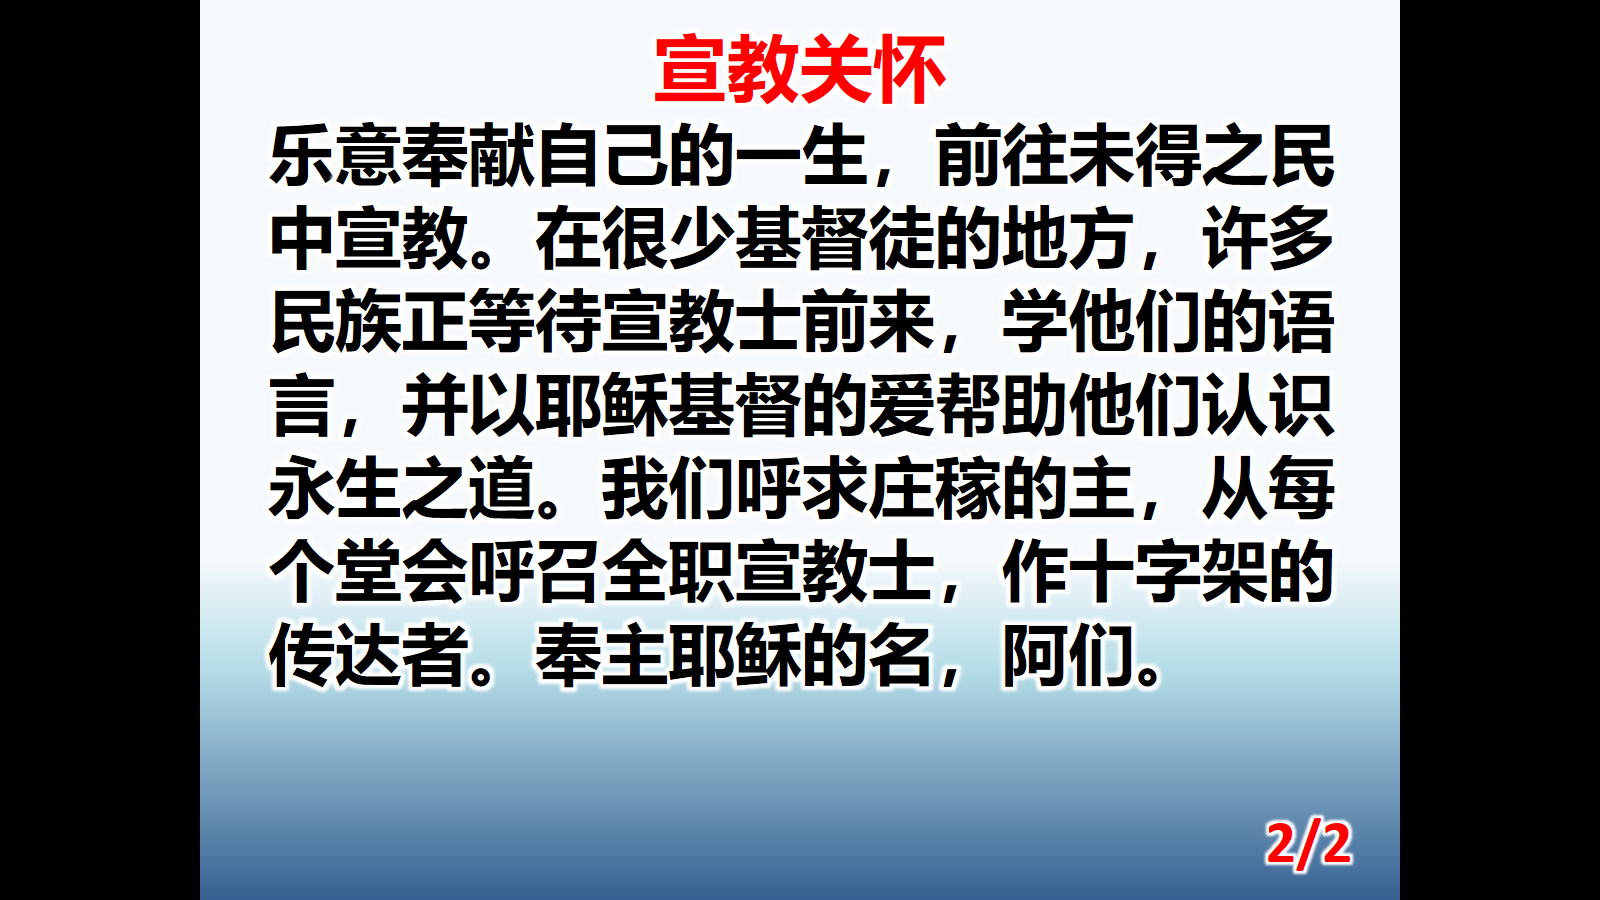 宣教关怀
乐意奉献自己的一生，前往未得之民
中宣教。在很少基督徒的地方，许多
民族正等待宣教士前来，学他们的语
言，并以耶稣基督的爱帮助他们认识
永生之道。我们呼求庄稼的主，从每
个堂会呼召全职宣教士，作十字架的
传达者。奉主耶稣的名，阿们。
2/2